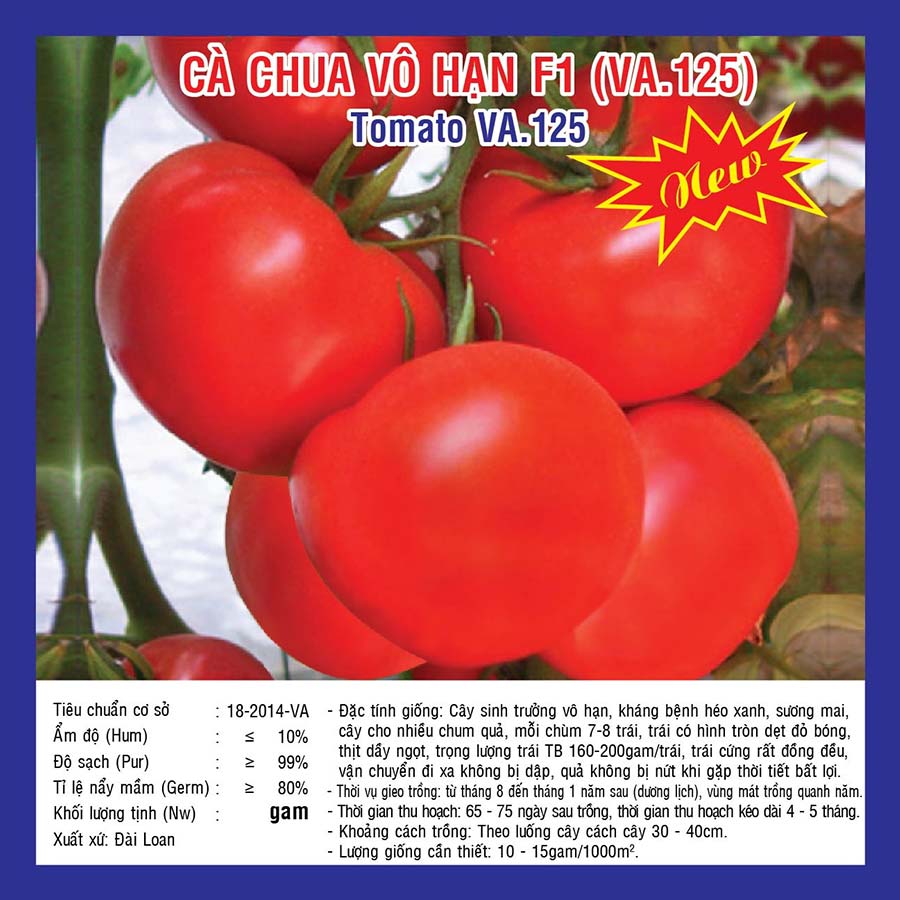 CÀ CHUA VÔ HẠN F1 (VA.125)
Tomato VA.125
New
Tiêu chuẩn cơ sở : 18-2014-VA
Ẩm độ (Hum) : ≤ 10%
Độ sạch (Pur) : ≥ 99%
Tỉ lệ nẩy mầm (Germ) : ≥ 80%
Khối lượng tịnh (Nw) : gam
Xuất xứ: Đài Loan
- Đặc tính giống: Cây sinh trưởng vô hạn, kháng bệnh héo xanh, sương mai,
cây cho nhiều chum quả, mỗi chùm 7-8 trái, trái có hình tròn dẹt đỏ bóng,
thịt dầy ngọt, trọng lượng trái TB 160-200gam/trái, trái cứng rất đồng đều,
vận chuyển đi xa không bị dập, quả không bị nứt khi gặp thời tiết bất lợi.
- Thời vụ gieo trồng: từ tháng 8 đến tháng 1 năm sau (dương lịch), vùng mát trồng quanh năm.
- Thời gian thu hoạch: 65 - 75 ngày sau trồng, thời gian thu hoạch kéo dài 4 - 5 tháng.
- Khoảng cách trồng: Theo luống cây cách cây 30 - 40cm.
- Lượng giống cần thiết: 10 - 15gam/1000m².